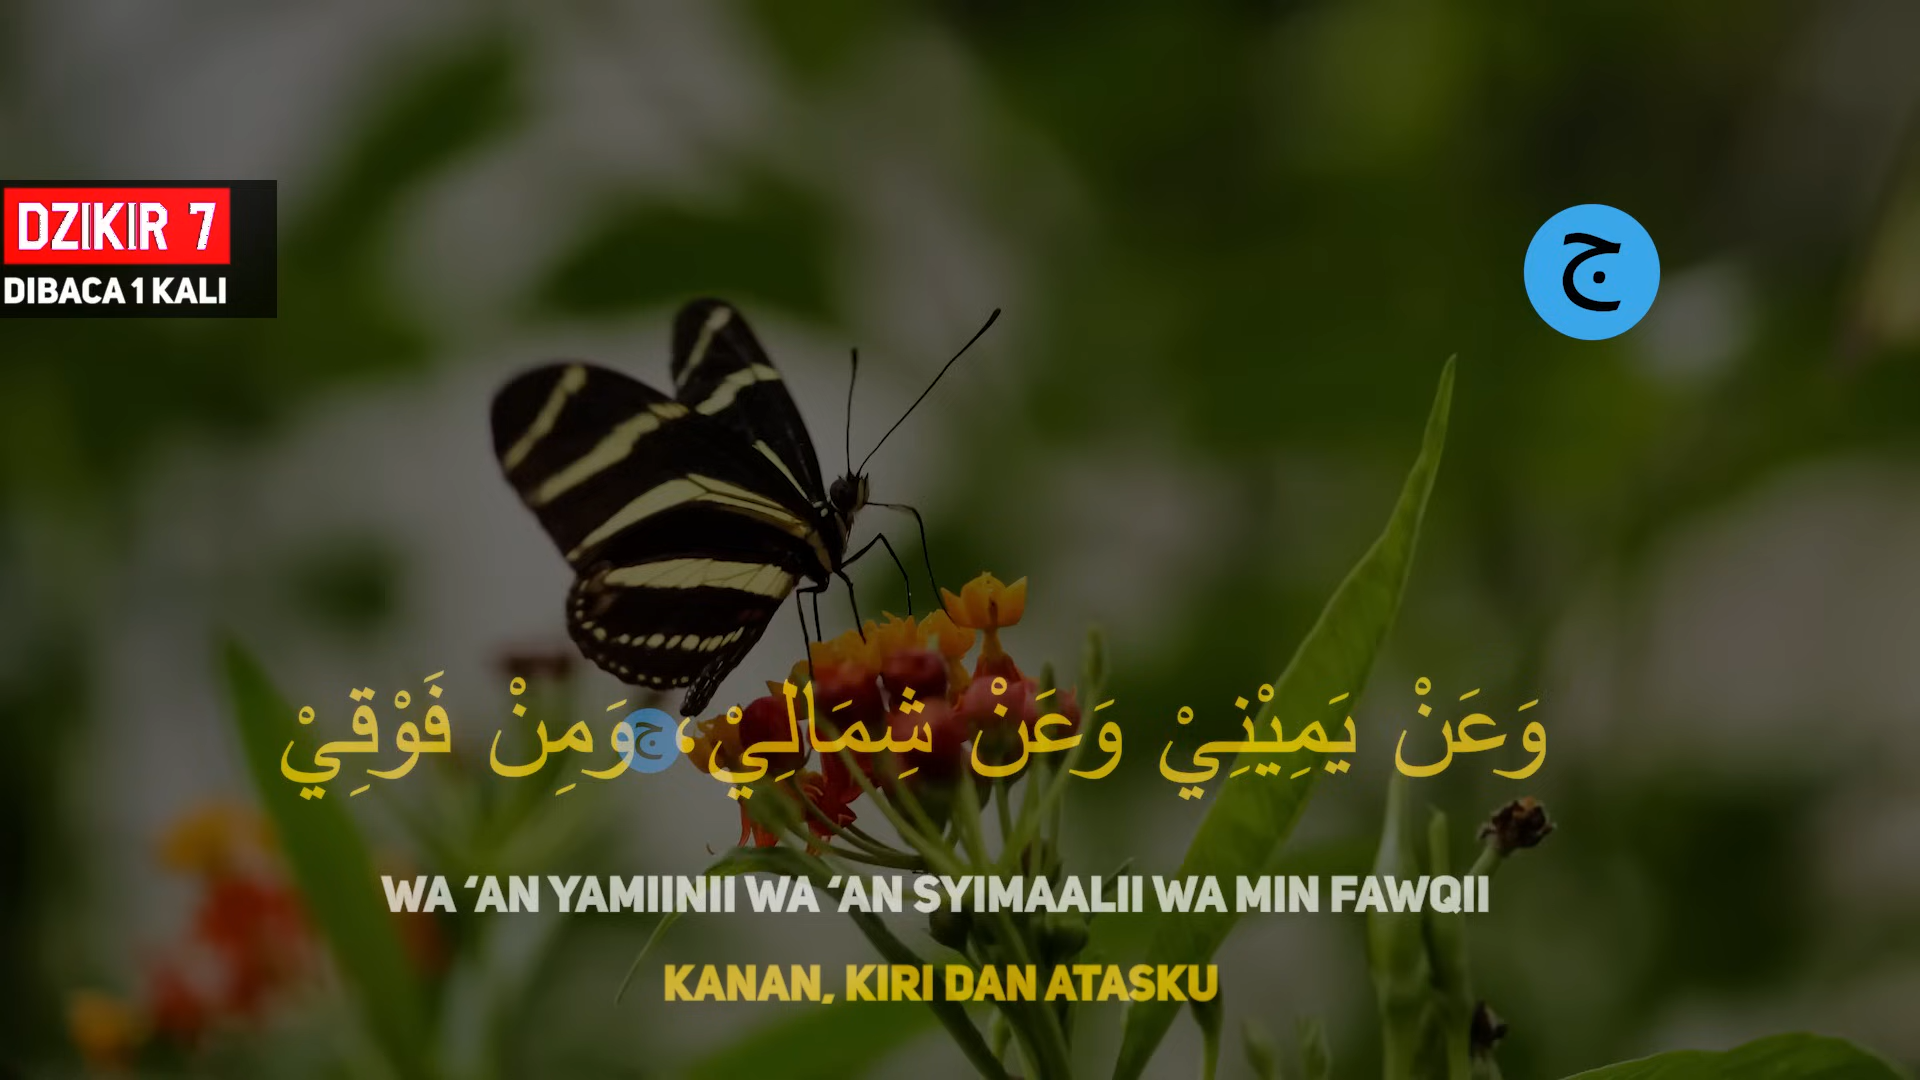 DZIKIR 7
DIBACA 1 KALI
ج
وَعَنْ يَمِيْنِيْ وَعَنْ شِمَالِيْ، ج وَمِنْ فَوْقِيْ
WA ‘AN YAMIINII WA ‘AN SYIMAALII WA MIN FAWQII
KANAN, KIRI DAN ATASKU